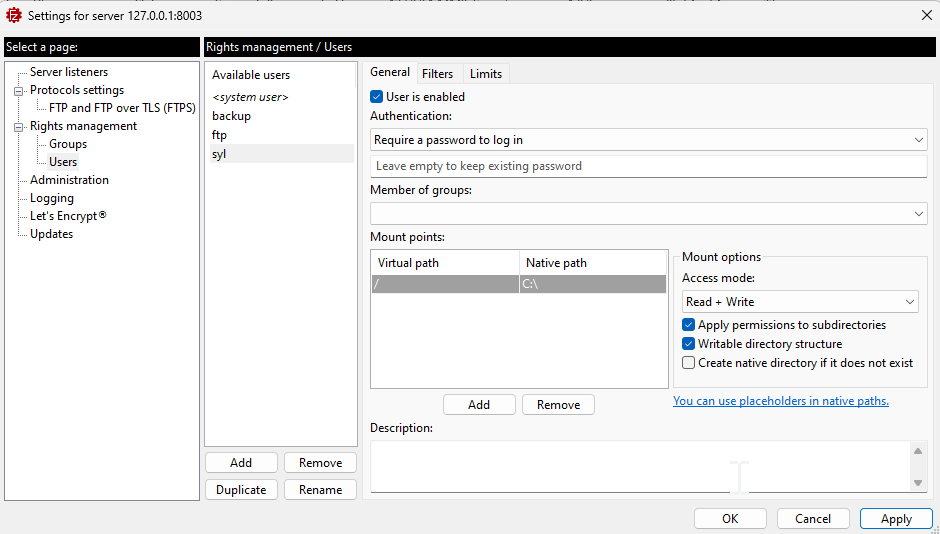 Settings for server 127.0.0.1:8003
Select a page:
Server listeners
Protocols settings
FTP and FTP over TLS (FTPS)
Rights management
Groups
Users
Administration
Logging
Let's Encrypt®
Updates
Rights management / Users
Available users
<system user>
backup
ftp
syl
Add
Remove
Duplicate
Rename
General
Filters
Limits
User is enabled
Authentication:
Require a password to log in
Leave empty to keep existing password
Member of groups:
Mount points:
Virtual path
Native path
/
C:\
Add
Remove
Mount options
Access mode:
Read + Write
Apply permissions to subdirectories
Writable directory structure
Create native directory if it does not exist
You can use placeholders in native paths.
Description:
OK
Cancel
Apply